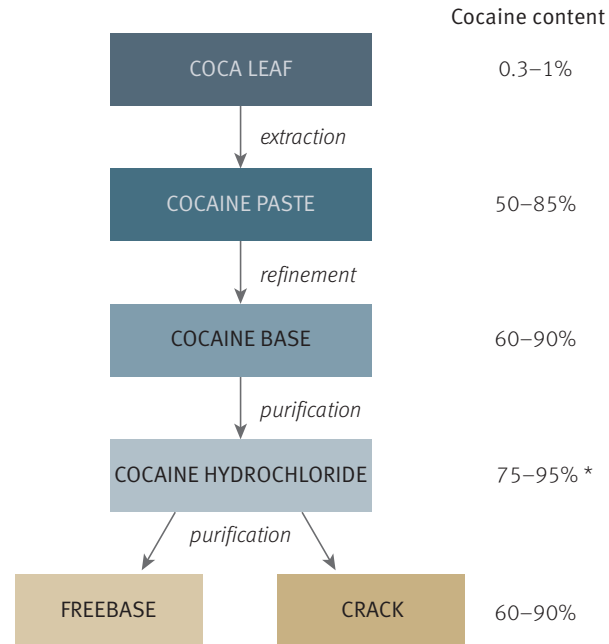 Cocaine content
COCA LEAF 0.3–1%
extraction
COCAINE PASTE 50–85%
refinement
COCAINE BASE 60–90%
purification
COCAINE HYDROCHLORIDE 75–95% *
purification
FREEBASE CRACK 60–90%